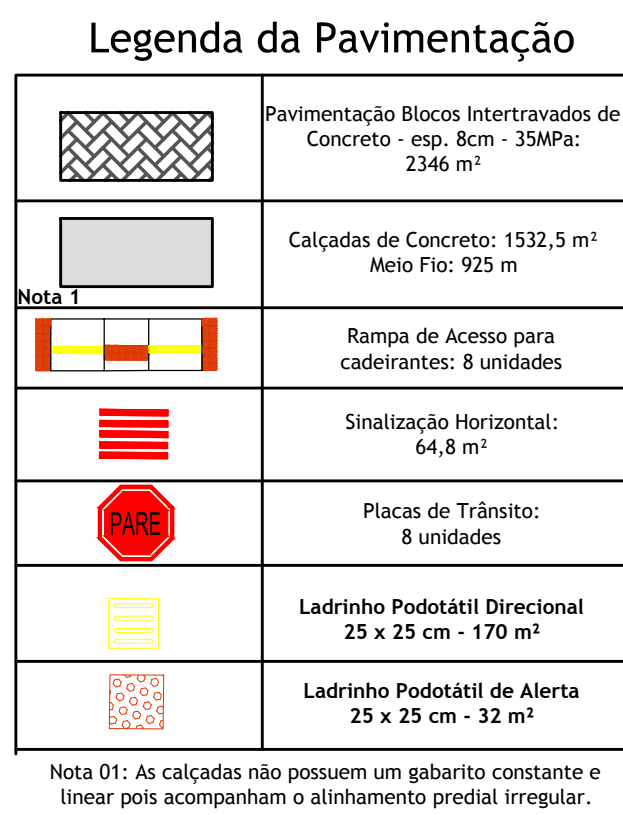 Legenda da Pavimentação
Pavimentação Blocos Intertravados de
Concreto - esp. 8cm - 35MPa:
2346 m²
Calçadas de Concreto: 1532,5 m²
Meio Fio: 925 m
Nota 1
Rampa de Acesso para
cadeirantes: 8 unidades
Sinalização Horizontal:
64,8 m²
PARE
Placas de Trânsito:
8 unidades
Ladrinho Podotátil Direcional
25 x 25 cm - 170 m²
Ladrinho Podotátil de Alerta
25 x 25 cm - 32 m²
Nota 01: As calçadas não possuem um gabarito constante e
linear pois acompanham o alinhamento predial irregular.